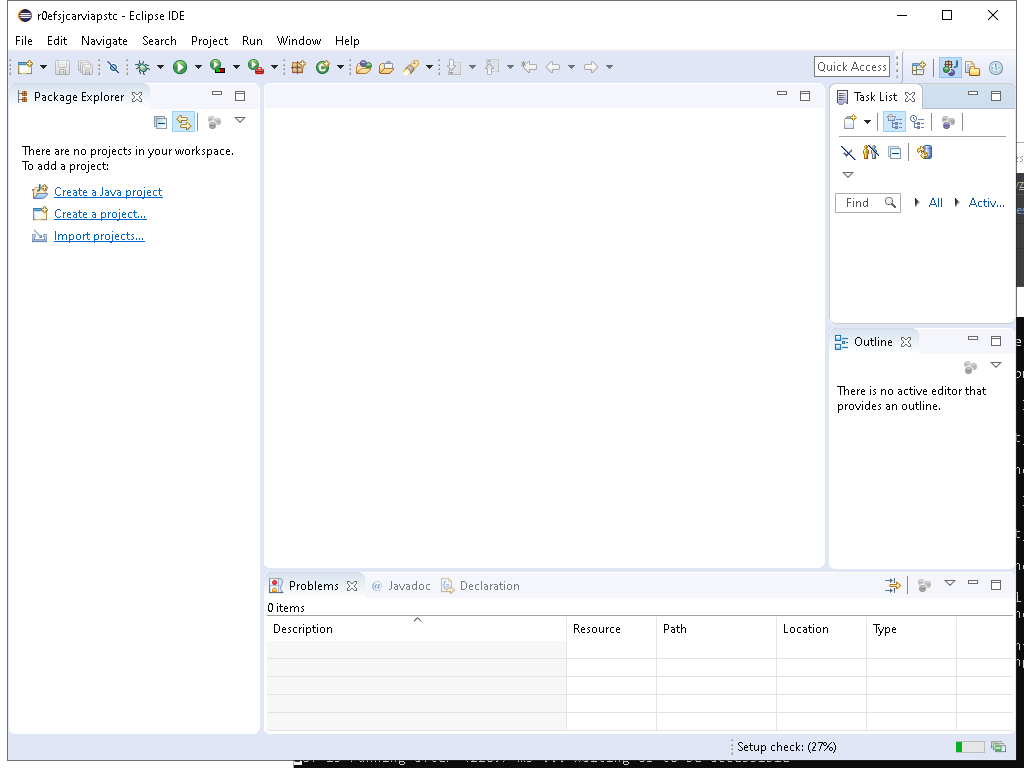 r0efsjcarviapstc - Eclipse IDE
File Edit Navigate Search Project Run Window Help
Quick Access
Package Explorer
Task List
There are no projects in your workspace.
To add a project:
Create a Java project
Create a project...
Import projects...
Find All Activ...
Outline
There is no active editor that
provides an outline.
Problems @ Javadoc Declaration
0 items
Description Resource Path Location Type
Setup check: (27%)